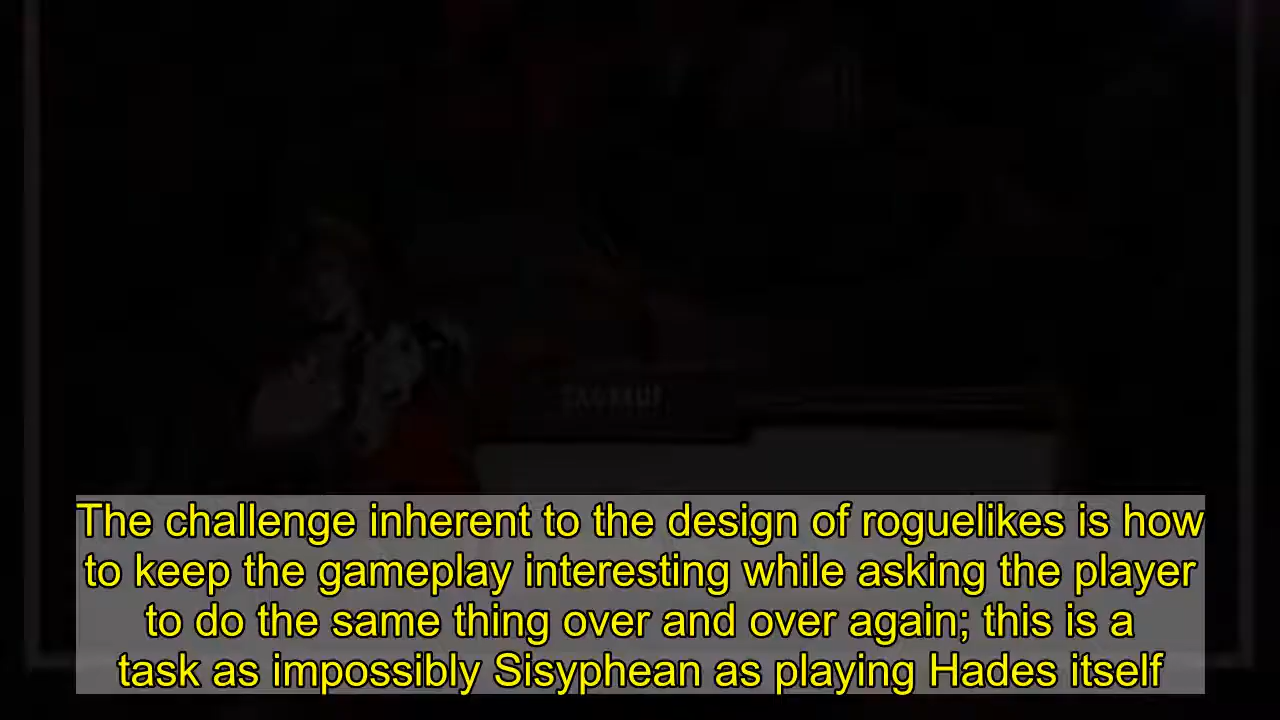 The challenge inherent to the design of roguelikes is how
to keep the gameplay interesting while asking the player
to do the same thing over and over again; this is a
task as impossibly Sisyphean as playing Hades itself